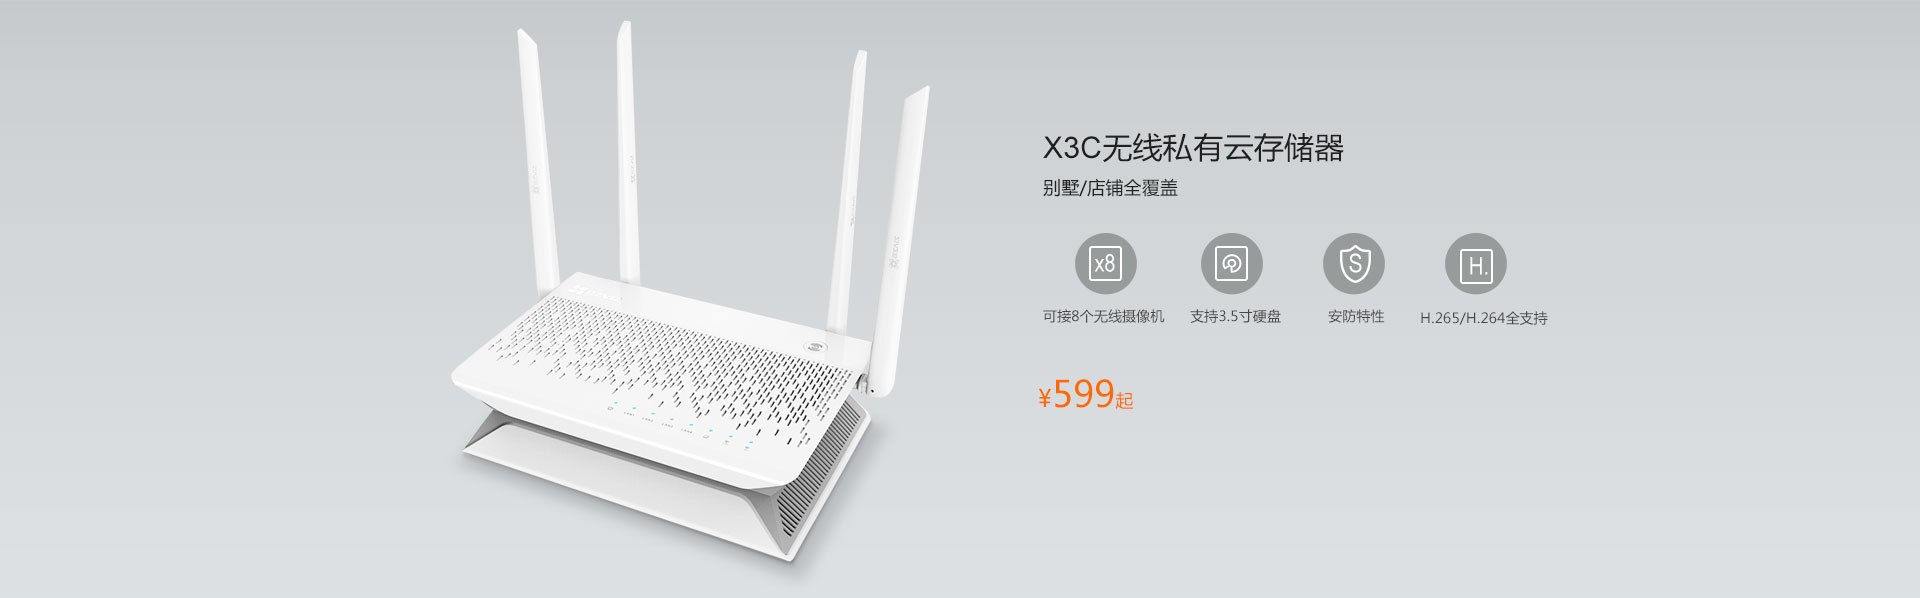 X3C无线私有云存储器
别墅/店铺全覆盖
x8
S
H.
可接8个无线摄像机
支持3.5寸硬盘
安防特性
H.265/H.264全支持
¥599起